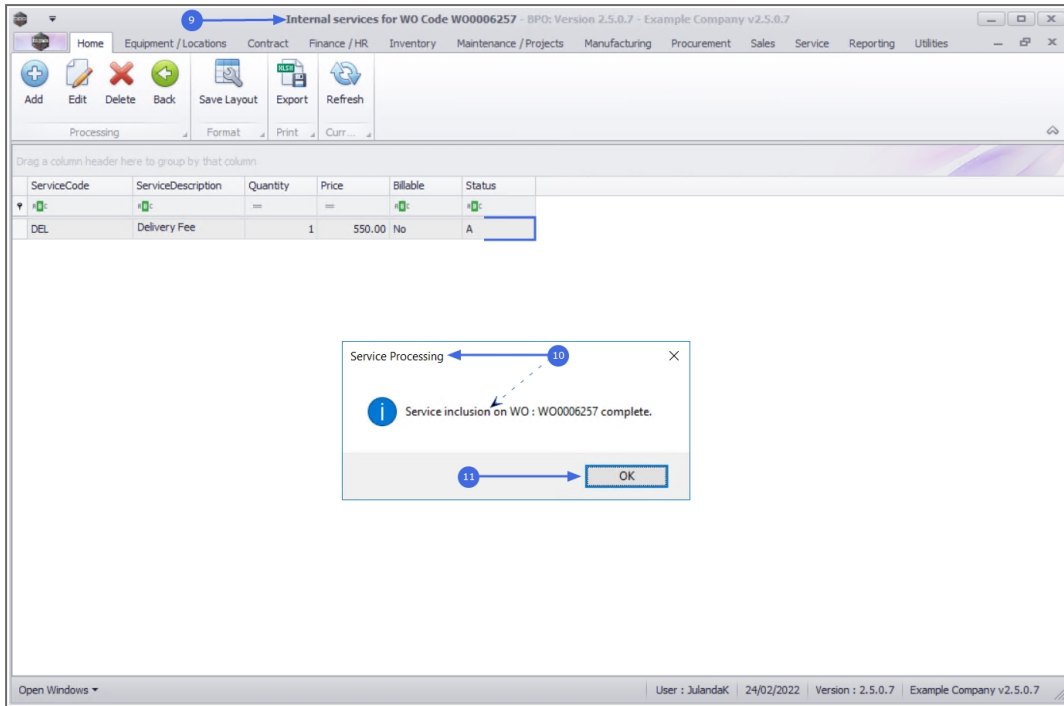 9
Internal services for WO Code WO0006257 - BPO: Version 2.5.0.7 - Example Company v2.5.0.7
Home Equipment / Locations Contract Finance / HR Inventory Maintenance / Projects Manufacturing Procurement Sales Service Reporting Utilities
Add Edit Delete Back Save Layout Export Refresh
Processing Format Print Curr...
Drag a column header here to group by that column
ServiceCode ServiceDescription Quantity Price Billable Status
= =
DEL Delivery Fee 1 550.00 No A
Service Processing 10
Service inclusion on WO : WO0006257 complete.
11 OK
Open Windows User : JulandaK 24/02/2022 Version : 2.5.0.7 Example Company v2.5.0.7